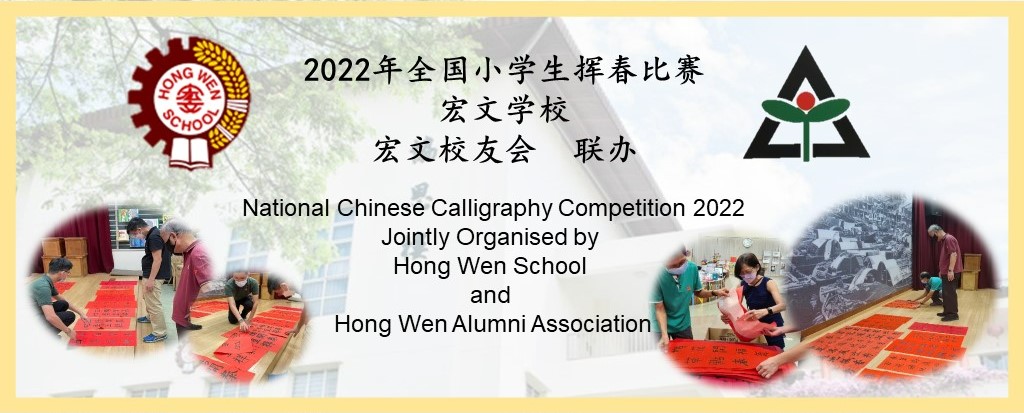 HONG WEN
SCHOOL
2022年全国小学生挥春比赛
宏文学校
宏文校友会 联办
National Chinese Calligraphy Competition 2022
Jointly Organised by
Hong Wen School
and
Hong Wen Alumni Association